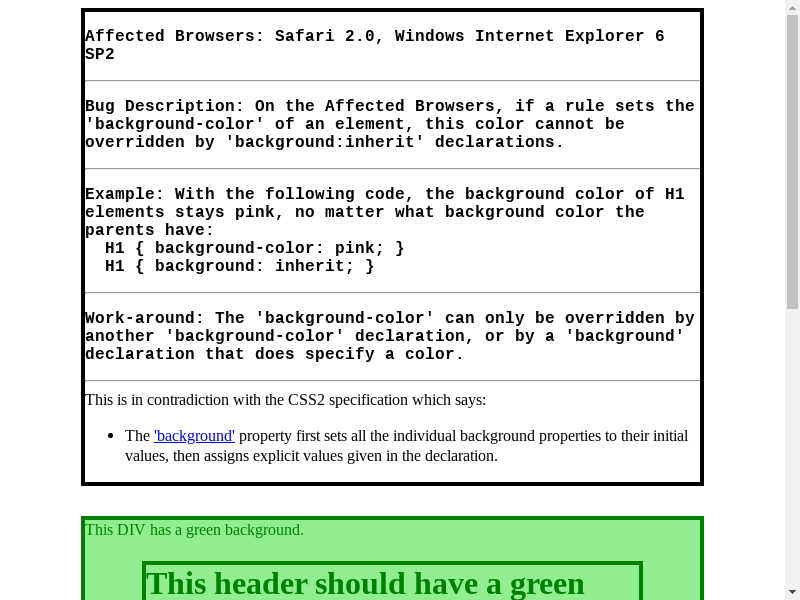 Affected Browsers: Safari 2.0, Windows Internet Explorer 6
SP2
Bug Description: On the Affected Browsers, if a rule sets the
'background-color' of an element, this color cannot be
overridden by 'background:inherit' declarations.
Example: With the following code, the background color of H1
elements stays pink, no matter what background color the
parents have:
  H1 { background-color: pink; }
  H1 { background: inherit; }
Work-around: The 'background-color' can only be overridden by
another 'background-color' declaration, or by a 'background'
declaration that does specify a color.
This is in contradiction with the CSS2 specification which says:
• The 'background' property first sets all the individual background properties to their initial
values, then assigns explicit values given in the declaration.
This DIV has a green background.
This header should have a green